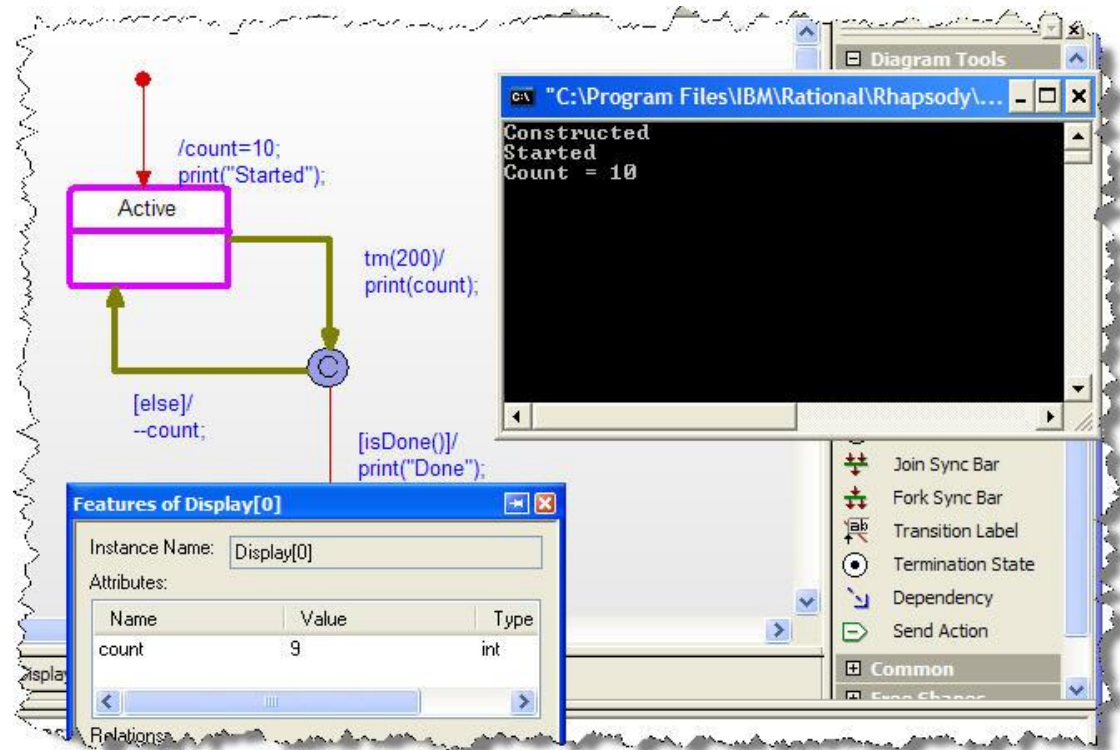 Diagram Tools
"C:\Program Files\IBM\Rational\Rhapsody\...
Constructed
Started
Count = 10
/count=10;
print("Started");
Active
tm(200)/
print(count);
C
[else]/
--count;
[isDone()]/
print("Done");
Join Sync Bar
Fork Sync Bar
Transition Label
Termination State
Dependency
Send Action
Common
Free Shapes
Features of Display[0]
Instance Name: Display[0]
Attributes:
Name Value Type
count 9 int
Relations